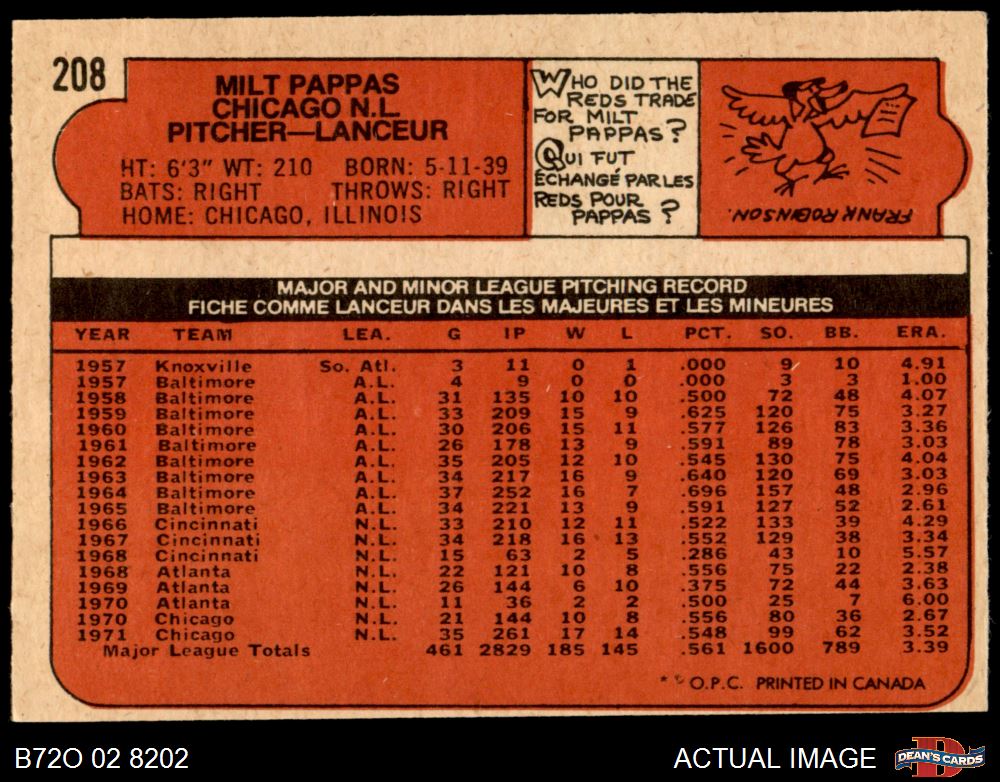 208
MILT PAPPAS
CHICAGO N.L.
PITCHER—LANCEUR
HT: 6'3" WT: 210 BORN: 5-11-39
BATS: RIGHT THROWS: RIGHT
HOME: CHICAGO, ILLINOIS
WHO DID THE
REDS TRADE
FOR MILT
PAPPAS?
QUI FUT
ÉCHANGÉ PAR LES
REDS POUR
PAPPAS?
FRANK ROBINSON.
MAJOR AND MINOR LEAGUE PITCHING RECORD
FICHE COMME LANCEUR DANS LES MAJEURES ET LES MINEURES
YEAR TEAM LEA. G IP W L PCT. SO. BB. ERA.
1957 Knoxville So. Atl. 3 11 0 1 .000 9 10 4.91
1957 Baltimore A.L. 4 9 0 0 .000 3 3 1.00
1958 Baltimore A.L. 31 135 10 10 .500 72 48 4.07
1959 Baltimore A.L. 33 209 15 9 .625 120 75 3.27
1960 Baltimore A.L. 30 206 15 11 .577 126 83 3.36
1961 Baltimore A.L. 26 178 13 9 .591 89 78 3.03
1962 Baltimore A.L. 35 205 12 10 .545 130 75 4.04
1963 Baltimore A.L. 34 217 16 9 .640 120 69 3.03
1964 Baltimore A.L. 37 252 16 7 .696 157 48 2.96
1965 Baltimore A.L. 34 221 13 9 .591 127 52 2.61
1966 Cincinnati N.L. 33 210 12 11 .522 133 39 4.29
1967 Cincinnati N.L. 34 218 16 13 .552 129 38 3.34
1968 Cincinnati N.L. 15 63 2 5 .286 43 10 5.57
1968 Atlanta N.L. 22 121 10 8 .556 75 22 2.38
1969 Atlanta N.L. 26 144 6 10 .375 72 44 3.63
1970 Atlanta N.L. 11 36 2 2 .500 25 7 6.00
1970 Chicago N.L. 21 144 10 8 .556 80 36 2.67
1971 Chicago N.L. 35 261 17 14 .548 99 62 3.52
Major League Totals 461 2829 185 145 .561 1600 789 3.39
* O.P.C. PRINTED IN CANADA
B72O 02 8202 ACTUAL IMAGE
D
DEAN'S CARDS